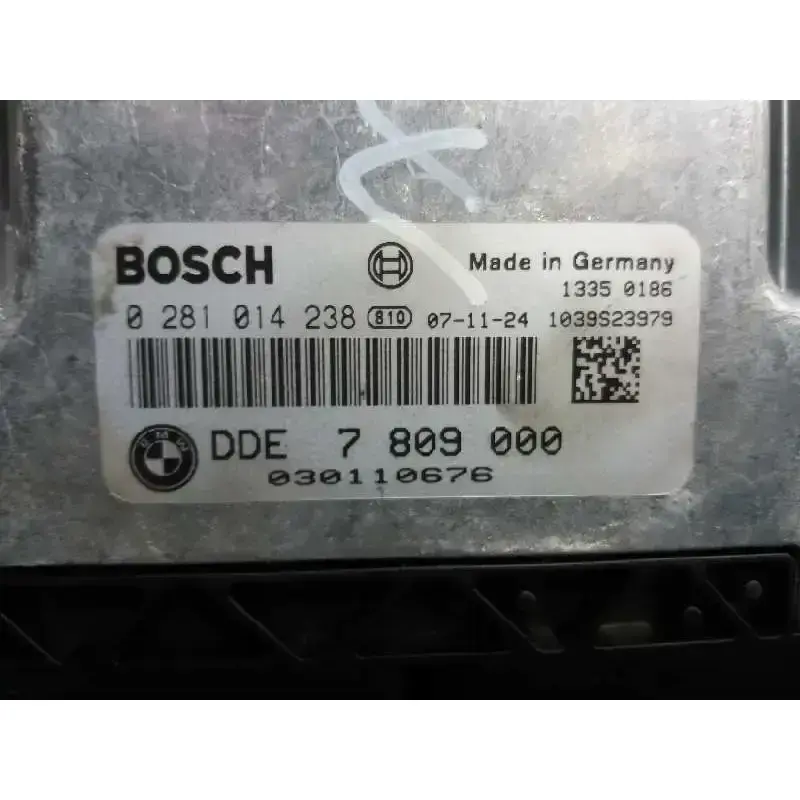 BOSCH Made in Germany
1335 0186
0 281 014 238 810 07-11-24 1039S23979
BMW DDE 7 809 000
030110676